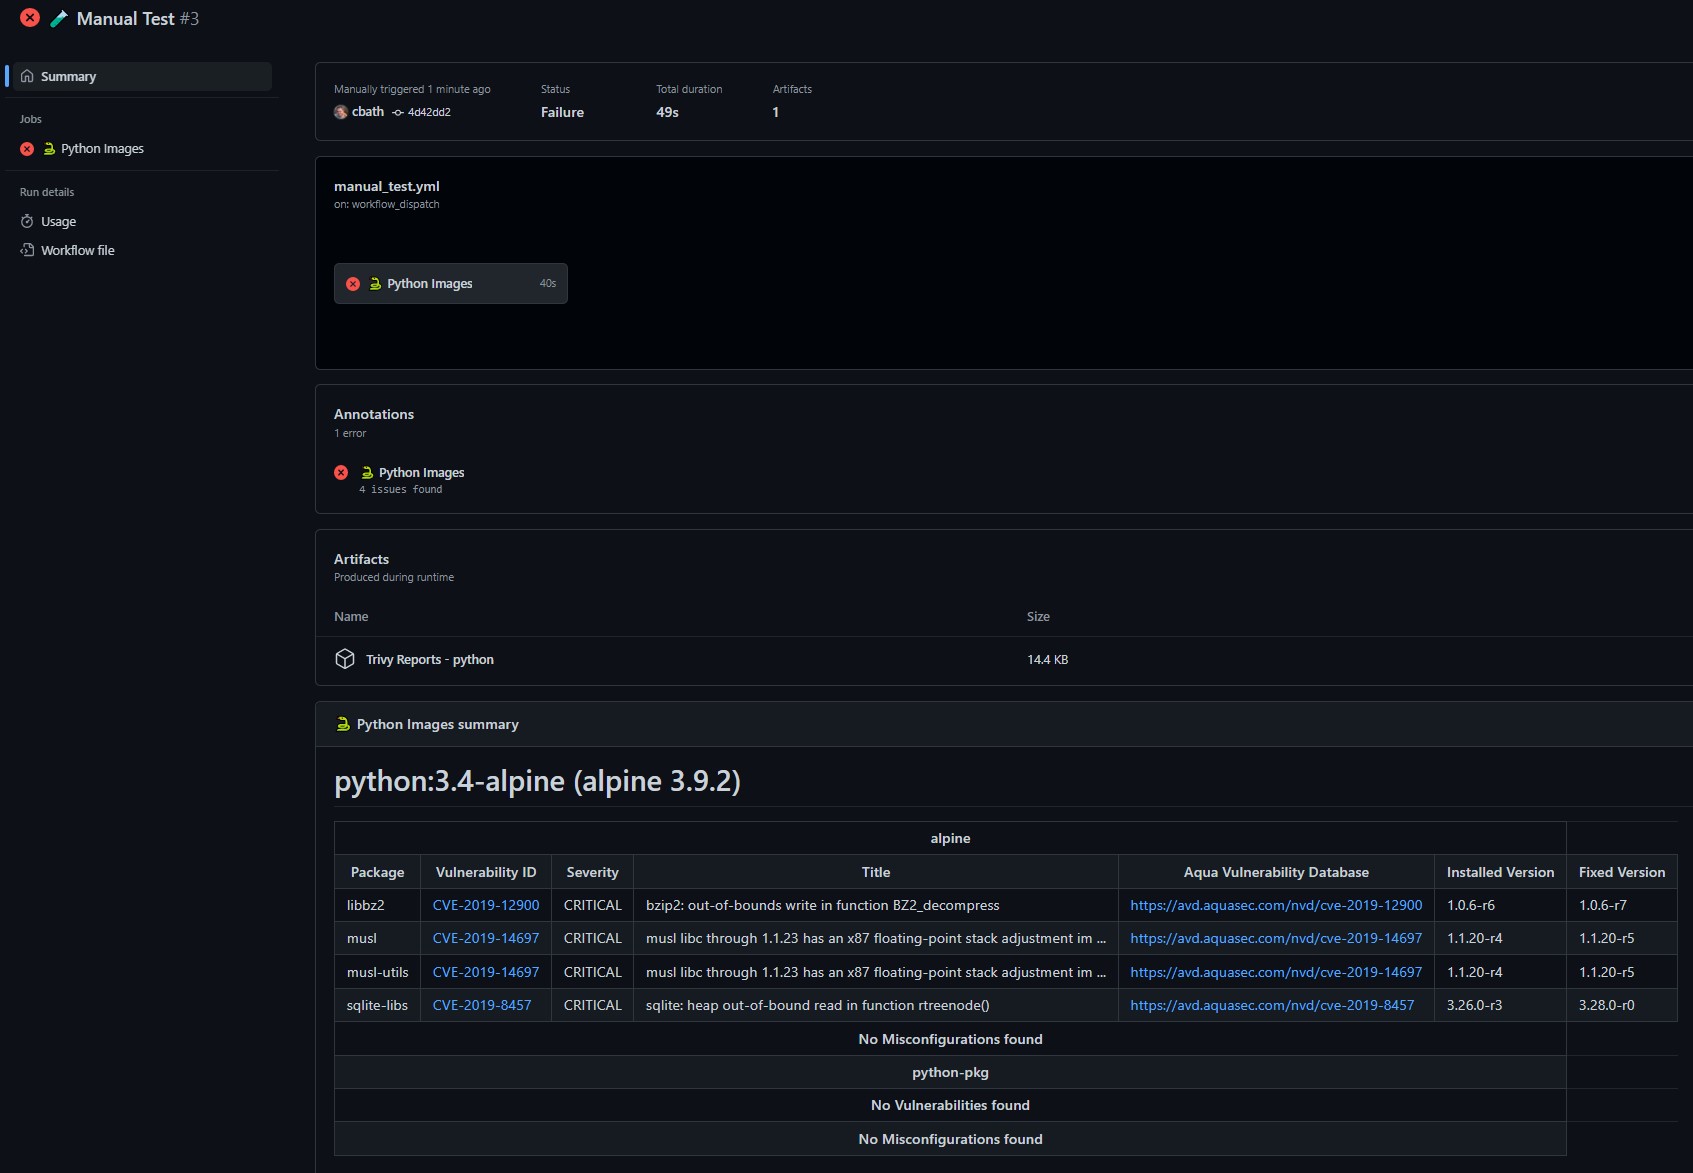 Manual Test #3
Summary
Jobs
Python Images
Run details
Usage
Workflow file
Manually triggered 1 minute ago
cbath 4d42dd2
Status
Failure
Total duration
49s
Artifacts
1
manual_test.yml
on: workflow_dispatch
Python Images 40s
Annotations
1 error
Python Images
4 issues found
Artifacts
Produced during runtime
Name Size
Trivy Reports - python 14.4 KB
Python Images summary
python:3.4-alpine (alpine 3.9.2)
alpine
Package Vulnerability ID Severity Title Aqua Vulnerability Database Installed Version Fixed Version
libbz2 CVE-2019-12900 CRITICAL bzip2: out-of-bounds write in function BZ2_decompress https://avd.aquasec.com/nvd/cve-2019-12900 1.0.6-r6 1.0.6-r7
musl CVE-2019-14697 CRITICAL musl libc through 1.1.23 has an x87 floating-point stack adjustment im ... https://avd.aquasec.com/nvd/cve-2019-14697 1.1.20-r4 1.1.20-r5
musl-utils CVE-2019-14697 CRITICAL musl libc through 1.1.23 has an x87 floating-point stack adjustment im ... https://avd.aquasec.com/nvd/cve-2019-14697 1.1.20-r4 1.1.20-r5
sqlite-libs CVE-2019-8457 CRITICAL sqlite: heap out-of-bound read in function rtreenode() https://avd.aquasec.com/nvd/cve-2019-8457 3.26.0-r3 3.28.0-r0
No Misconfigurations found
python-pkg
No Vulnerabilities found
No Misconfigurations found